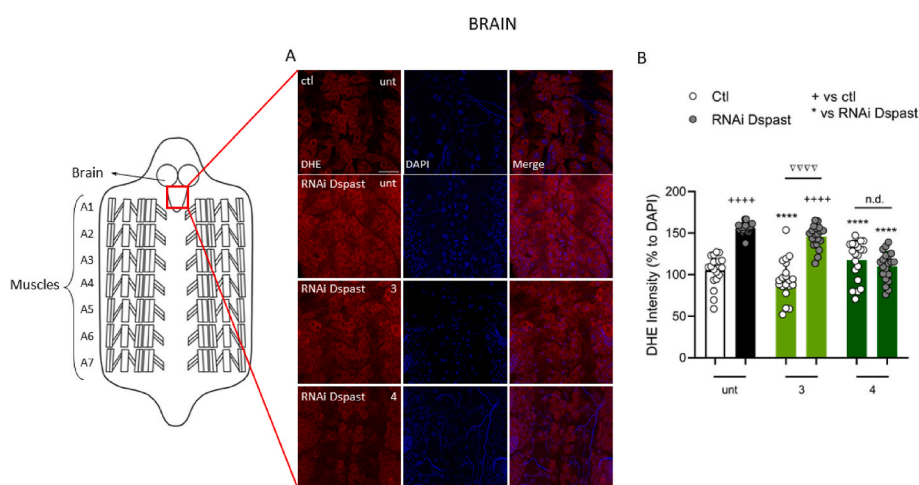 BRAIN
Brain
A1
A2
A3
A4
A5
A6
A7
Muscles
A
ctl unt
DHE DAPI Merge
RNAi Dspast unt
RNAi Dspast 3
RNAi Dspast 4
B
Ctl + vs ctl
RNAi Dspast * vs RNAi Dspast
DHE Intensity (% to DAPI)
200
150
100
50
0
++++
****
∇∇∇∇
++++
****
n.d.
****
unt 3 4